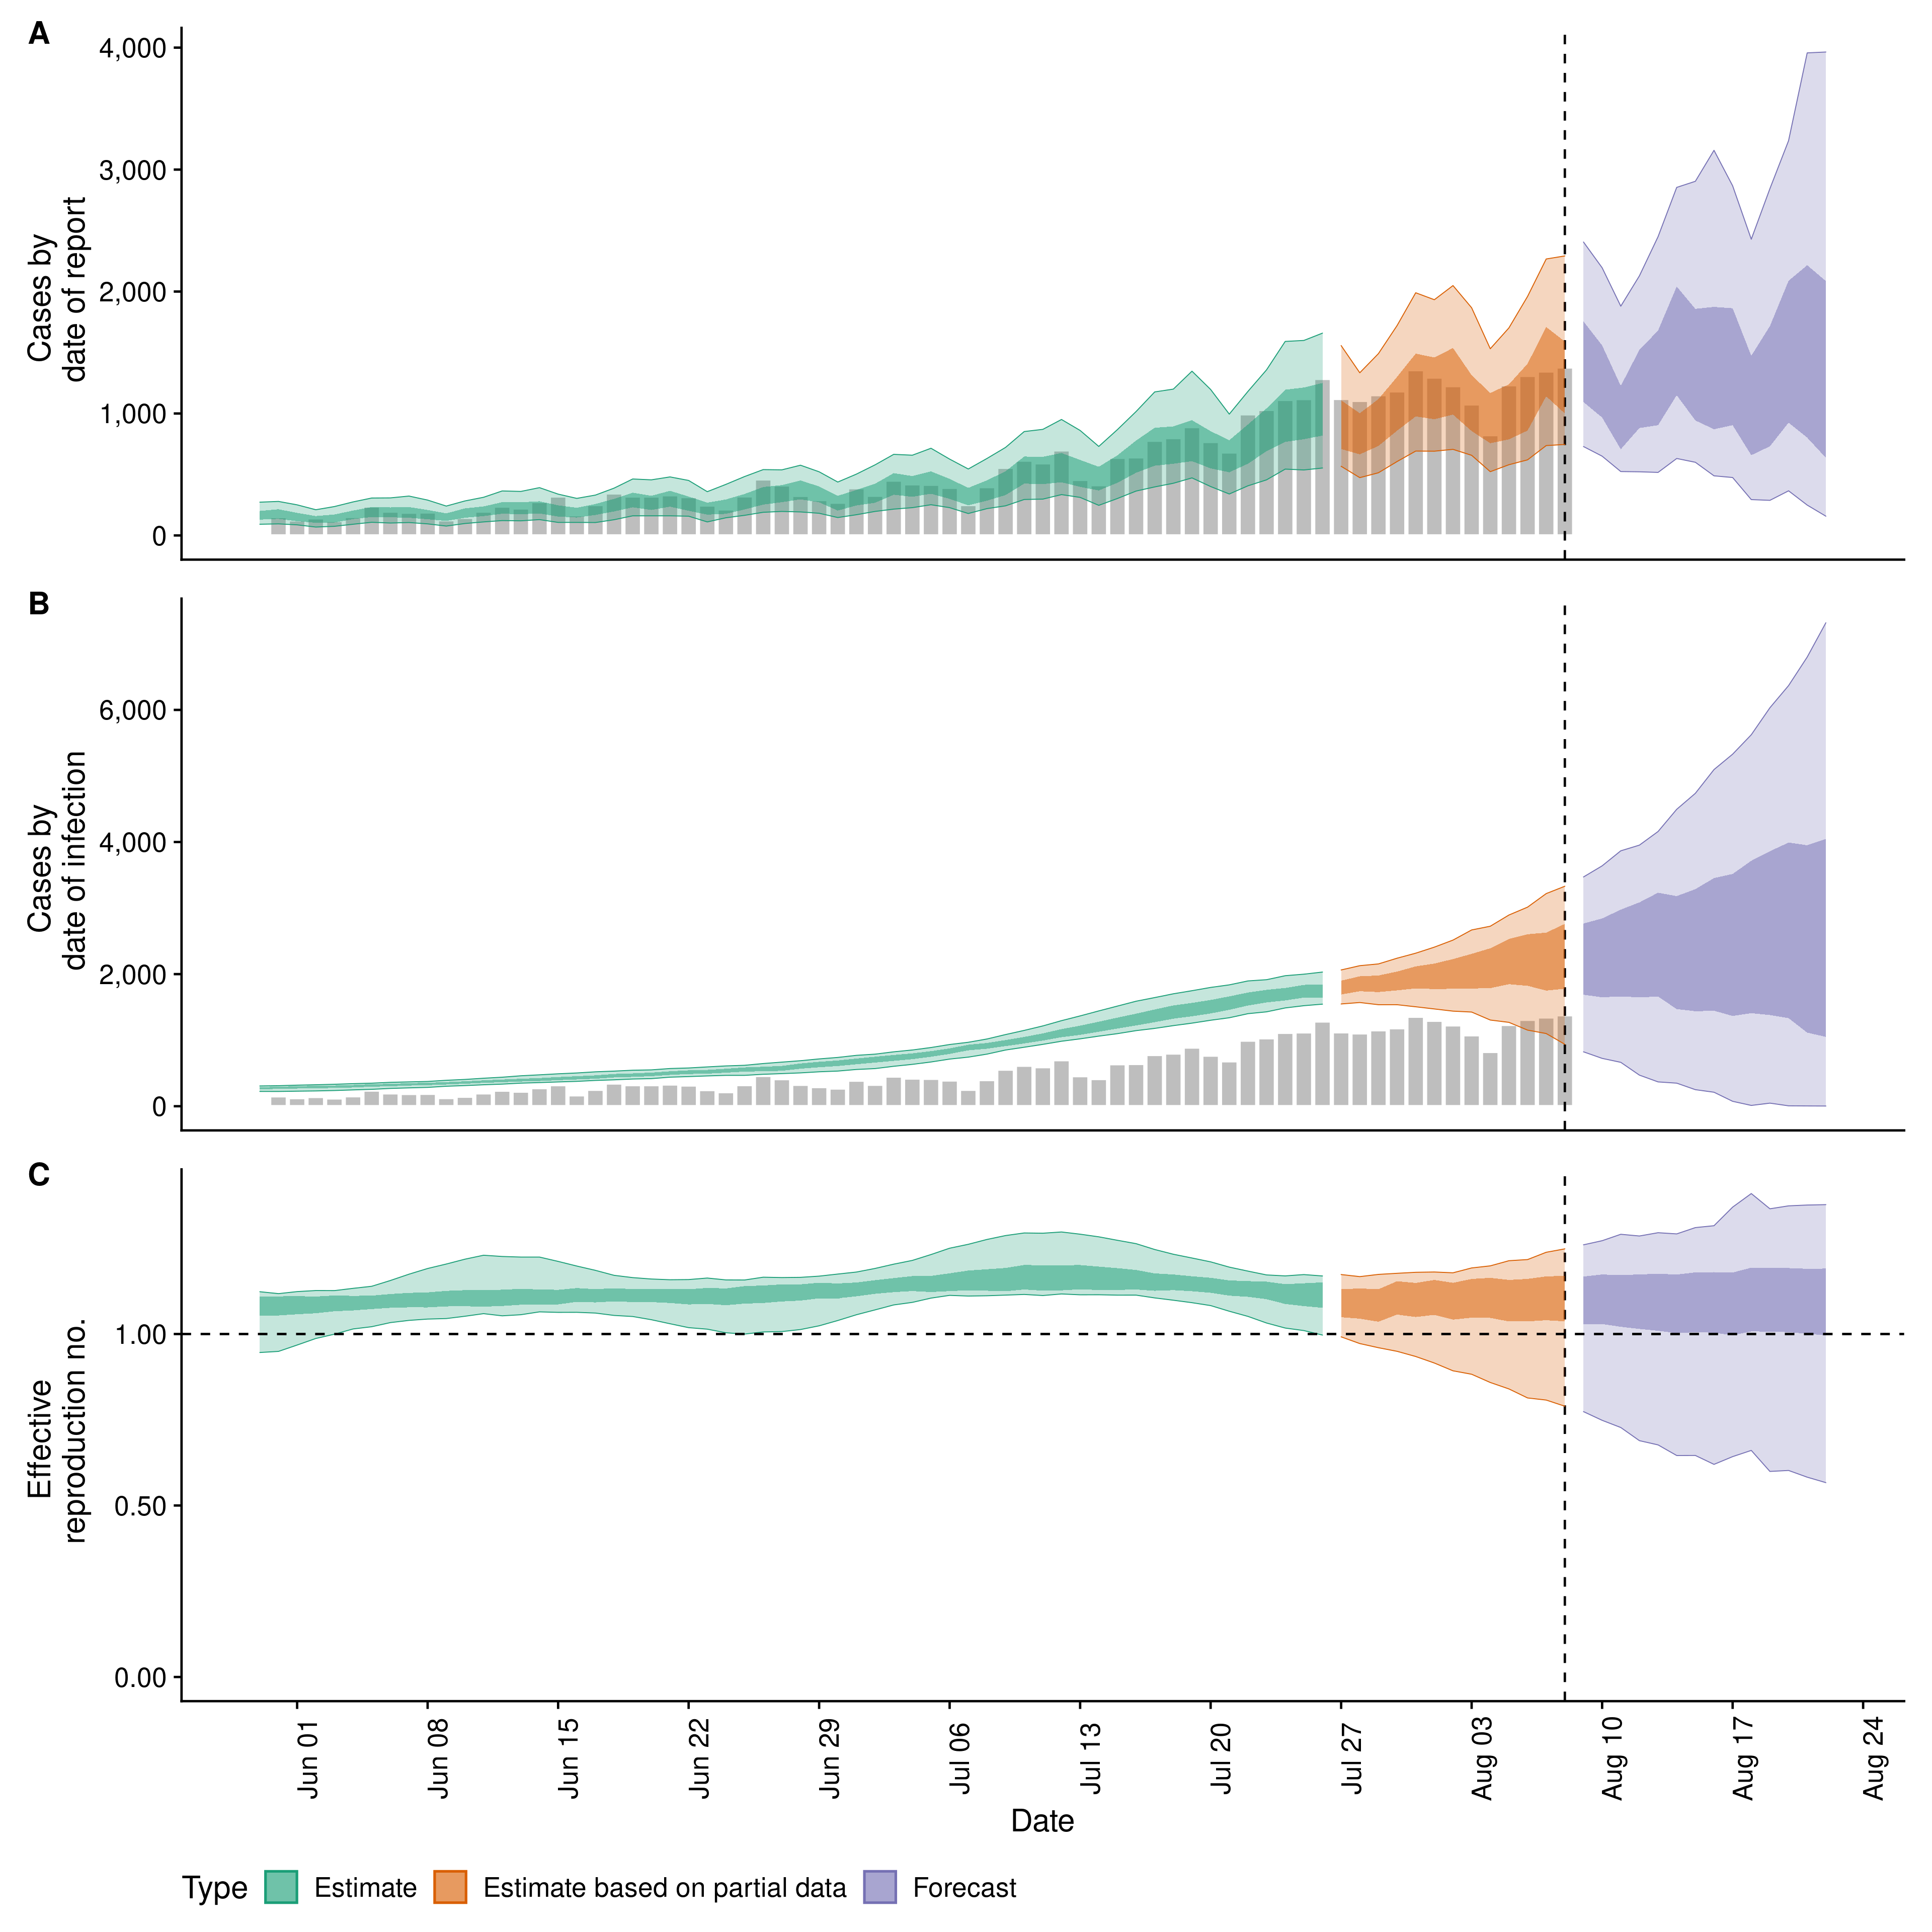 A
4,000
3,000
2,000
1,000
0
Cases by
date of report
B
6,000
4,000
2,000
0
Cases by
date of infection
C
1.00
0.50
0.00
Effective
reproduction no.
Jun 01
Jun 08
Jun 15
Jun 22
Jun 29
Jul 06
Jul 13
Jul 20
Jul 27
Aug 03
Aug 10
Aug 17
Aug 24
Date
Type Estimate Estimate based on partial data Forecast